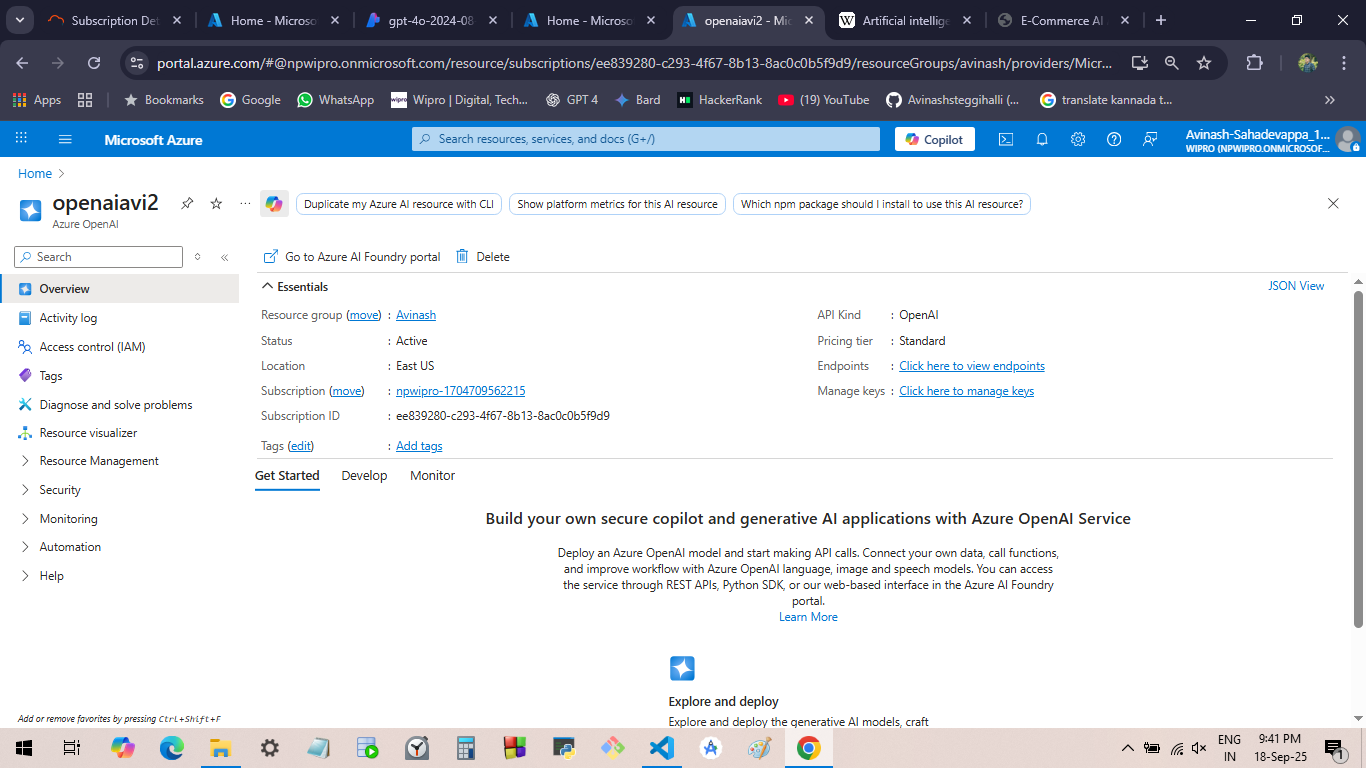 Subscription Det
Home - Microso
gpt-4o-2024-08-
Home - Microso
openaiavi2 - Mic
Artificial intellige
E-Commerce AI
portal.azure.com/#@npwipro.onmicrosoft.com/resource/subscriptions/ee839280-c293-4f67-8b13-8ac0c0b5f9d9/resourceGroups/avinash/providers/Micr...
Apps
Bookmarks
Google
WhatsApp
wipro
Wipro | Digital, Tech...
GPT 4
Bard
HackerRank
(19) YouTube
Avinashsteggihalli (...
translate kannada t...
Microsoft Azure
Search resources, services, and docs (G+/)
Copilot
Avinash-Sahadevappa_1...
WIPRO (NPWIPRO.ONMICROSOF...
Home
openaiavi2
Azure OpenAI
Duplicate my Azure AI resource with CLI
Show platform metrics for this AI resource
Which npm package should I install to use this AI resource?
Search
Overview
Activity log
Access control (IAM)
Tags
Diagnose and solve problems
Resource visualizer
Resource Management
Security
Monitoring
Automation
Help
Add or remove favorites by pressing Ctrl+Shift+F
Go to Azure AI Foundry portal
Delete
Essentials
JSON View
Resource group (move) : Avinash
Status : Active
Location : East US
Subscription (move) : npwipro-1704709562215
Subscription ID : ee839280-c293-4f67-8b13-8ac0c0b5f9d9
Tags (edit) : Add tags
API Kind : OpenAI
Pricing tier : Standard
Endpoints : Click here to view endpoints
Manage keys : Click here to manage keys
Get Started
Develop
Monitor
Build your own secure copilot and generative AI applications with Azure OpenAI Service
Deploy an Azure OpenAI model and start making API calls. Connect your own data, call functions,
and improve workflow with Azure OpenAI language, image and speech models. You can access
the service through REST APIs, Python SDK, or our web-based interface in the Azure AI Foundry
portal.
Learn More
Explore and deploy
Explore and deploy the generative AI models, craft
ENG
IN
9:41 PM
18-Sep-25
1